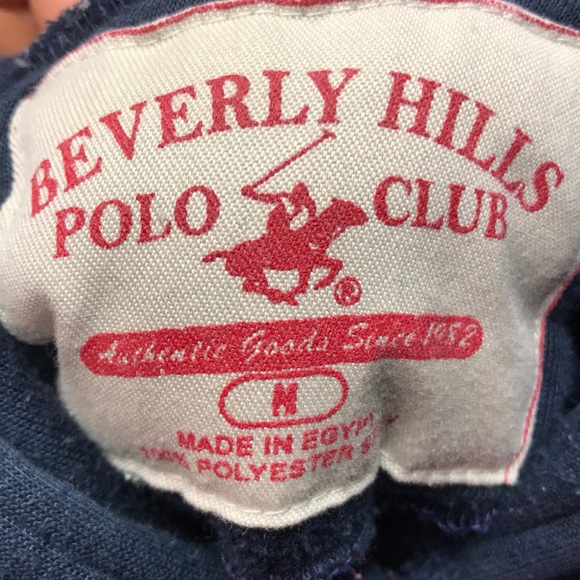 BEVERLY HILLS
POLO CLUB
®
Authentic Goods Since 1982
M
MADE IN EGYPT
100% POLYESTER